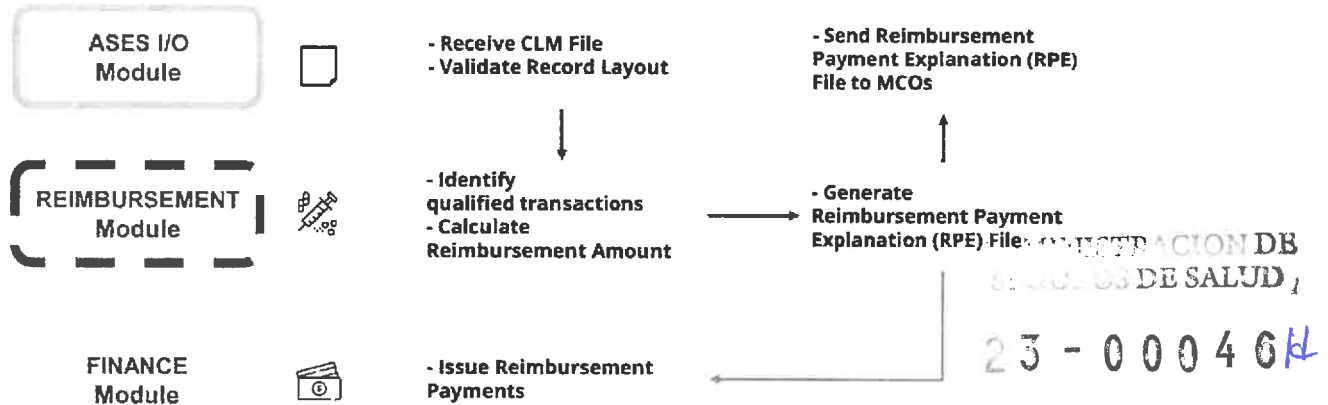 ASES I/O
Module
- Receive CLM File
- Validate Record Layout
- Send Reimbursement
Payment Explanation (RPE)
File to MCOs
REIMBURSEMENT
Module
- Identify
qualified transactions
- Calculate
Reimbursement Amount
- Generate
Reimbursement Payment
Explanation (RPE) File
DE
DE SALUD
FINANCE
Module
- Issue Reimbursement
Payments
23 - 00046